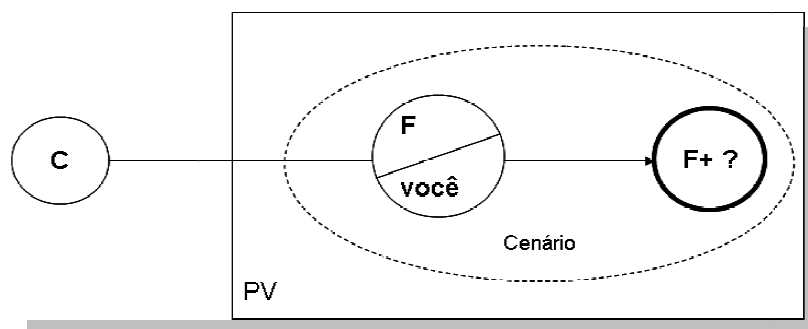 C
F
você
F+ ?
Cenário
PV